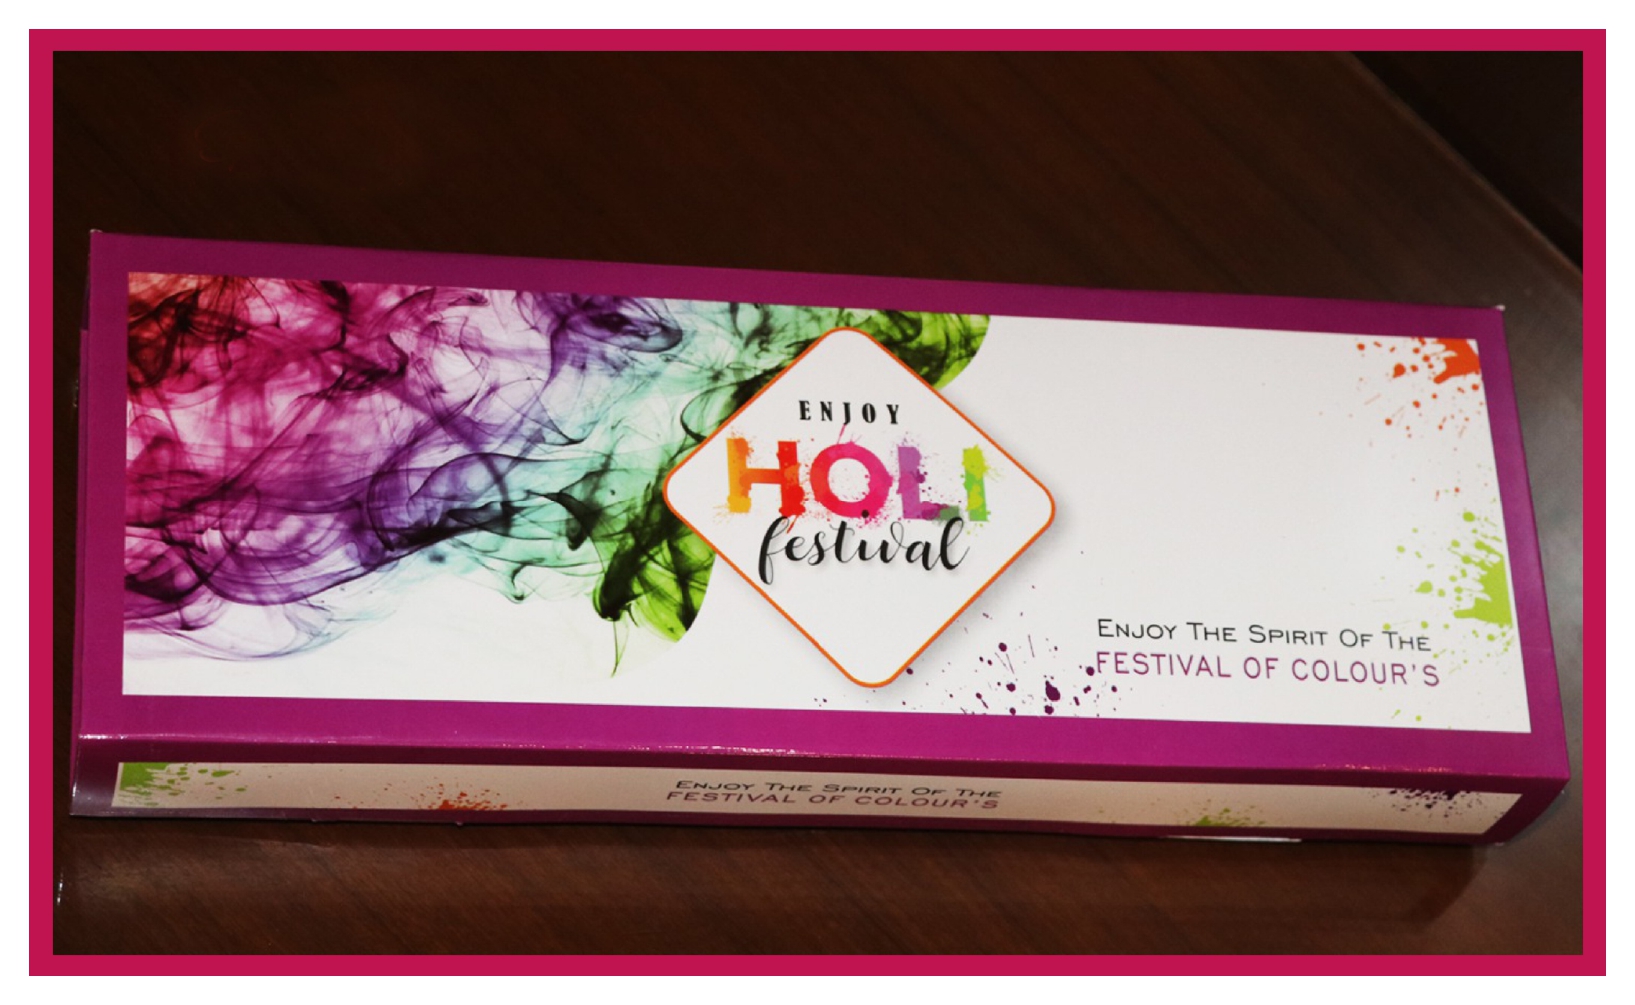 ENJOY
HOLI
festival
ENJOY THE SPIRIT OF THE
FESTIVAL OF COLOUR'S
ENJOY THE SPIRIT OF THE
FESTIVAL OF COLOUR'S